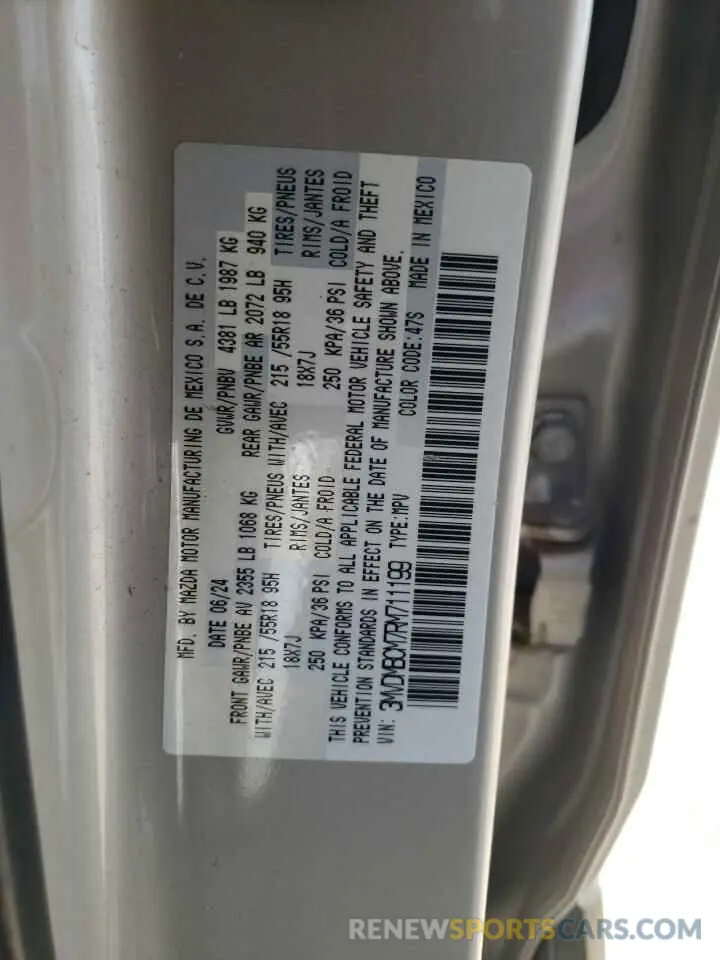 MFD. BY MAZDA MOTOR MANUFACTURING DE MEXICO S.A. DE C.V.
DATE 06/24 GVWR/PNBV 4381 LB 1987 KG
FRONT GAWR/PNBE AV 2355 LB 1068 KG REAR GAWR/PNBE AR 2072 LB 940 KG
WITH/AVEC 215 /55R18 95H TIRES/PNEUS WITH/AVEC 215 /55R18 95H TIRES/PNEUS
18X7J RIMS/JANTES 18X7J RIMS/JANTES
250 KPA/36 PSI COLD/A FROID 250 KPA/36 PSI COLD/A FROID
THIS VEHICLE CONFORMS TO ALL APPLICABLE FEDERAL MOTOR VEHICLE SAFETY AND THEFT
PREVENTION STANDARDS IN EFFECT ON THE DATE OF MANUFACTURE SHOWN ABOVE.
VIN: 3MVDMBCM7RM711199 TYPE:MPV COLOR CODE:47S MADE IN MEXICO
RENEWSPORTSCARS.COM